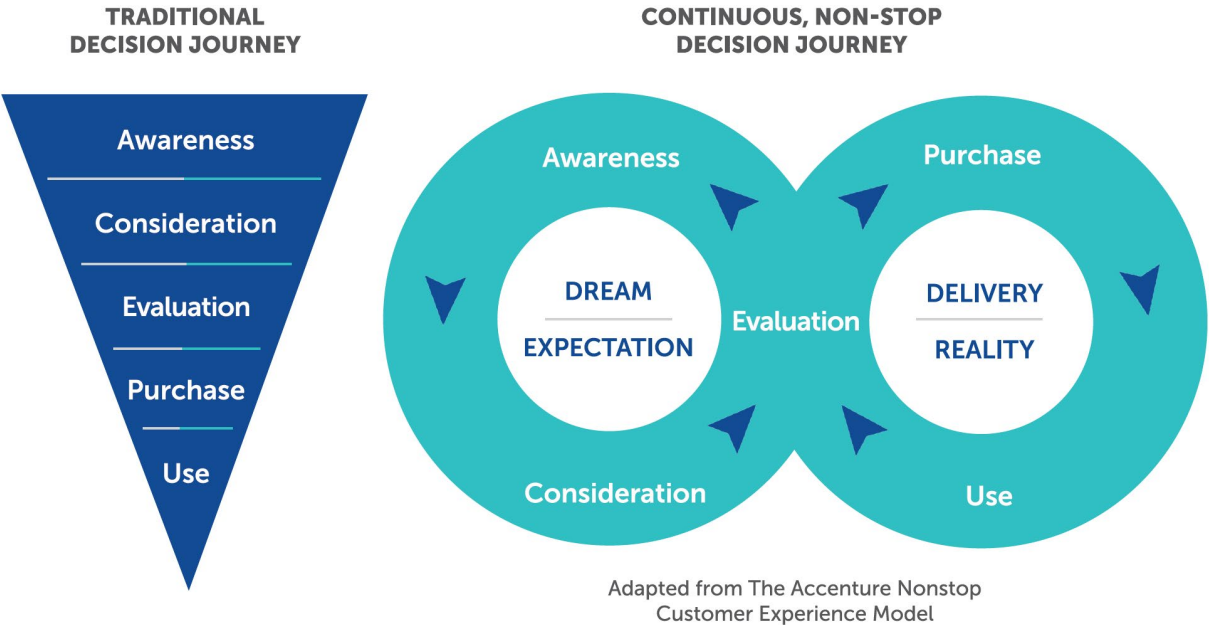 TRADITIONAL
DECISION JOURNEY
Awareness
Consideration
Evaluation
Purchase
Use
CONTINUOUS, NON-STOP
DECISION JOURNEY
Awareness
Purchase
DREAM
EXPECTATION
Evaluation
DELIVERY
REALITY
Consideration
Use
Adapted from The Accenture Nonstop
Customer Experience Model